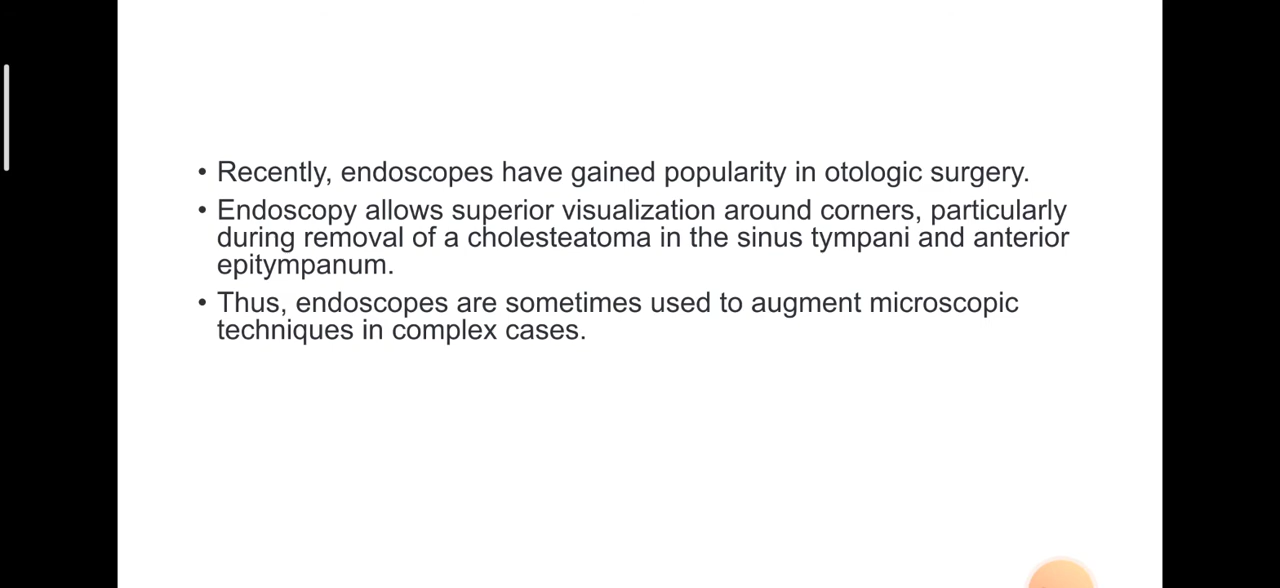 • Recently, endoscopes have gained popularity in otologic surgery.
• Endoscopy allows superior visualization around corners, particularly
during removal of a cholesteatoma in the sinus tympani and anterior
epitympanum.
• Thus, endoscopes are sometimes used to augment microscopic
techniques in complex cases.